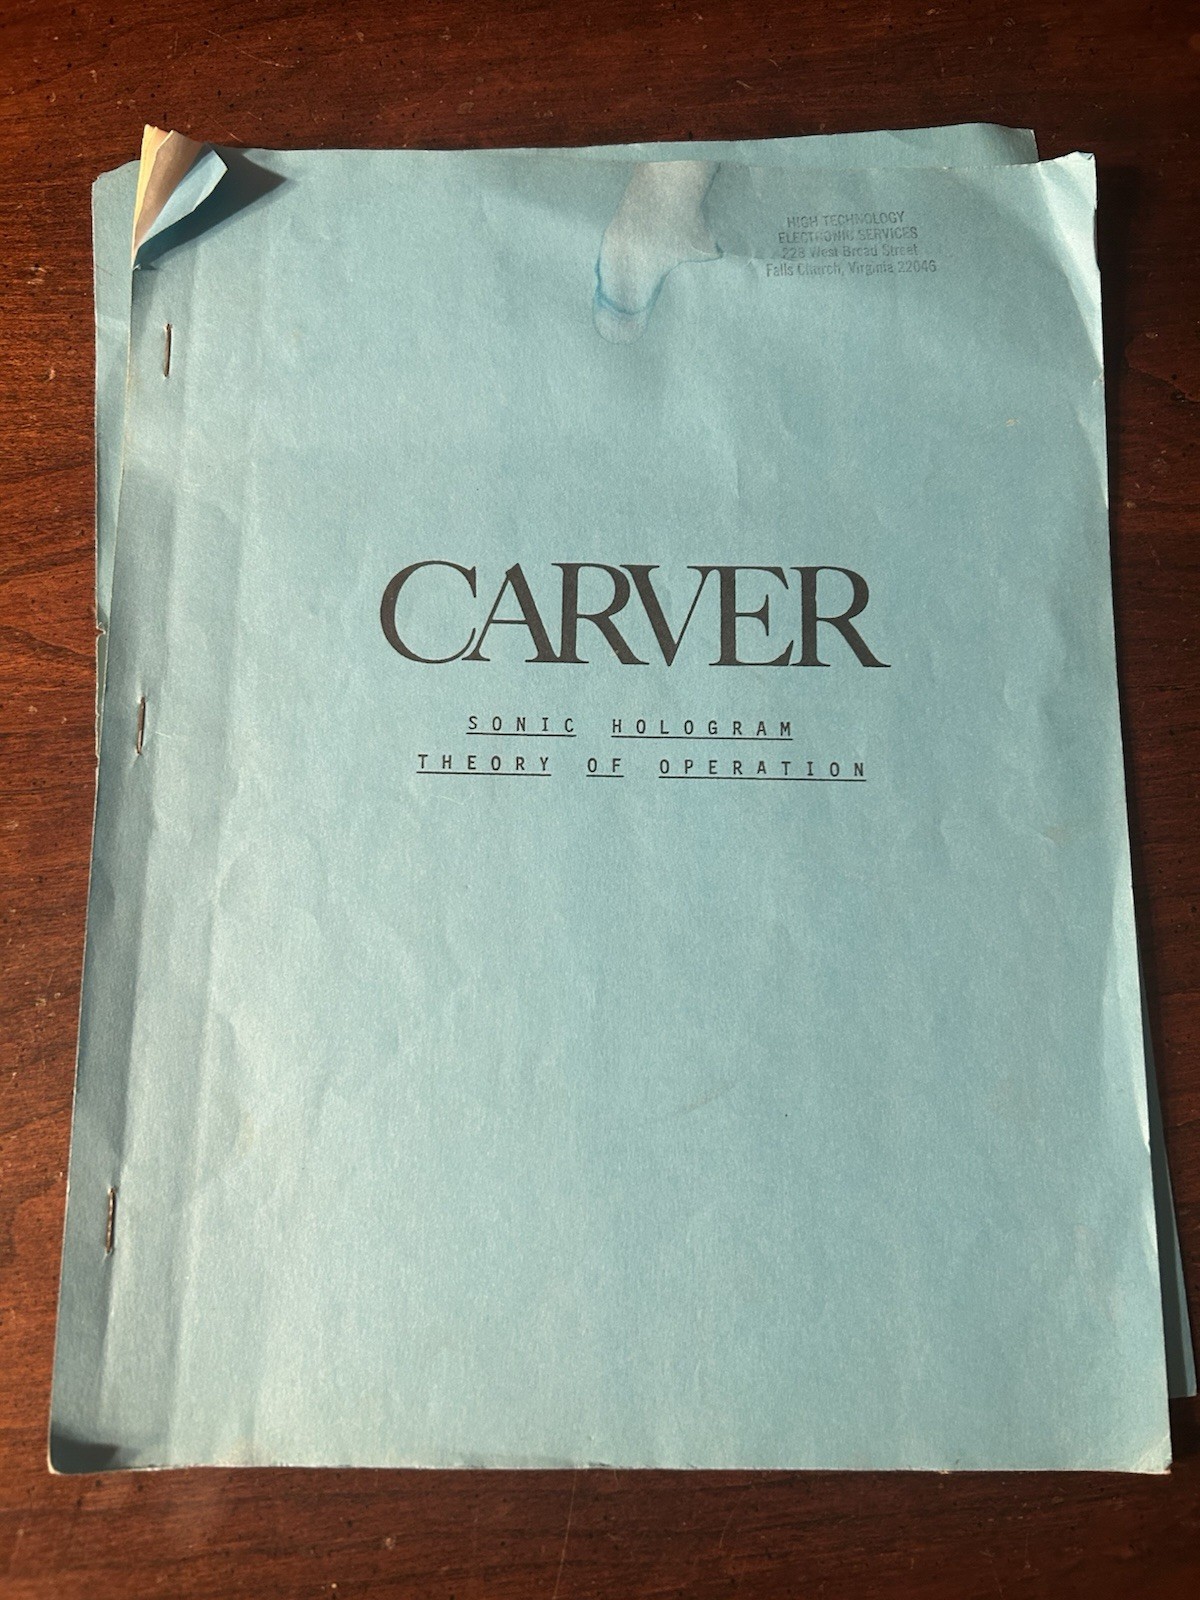 HIGH TECHNOLOGY
ELECTRONIC SERVICES
228 West Broad Street
Falls Church, Virginia 22046
CARVER
SONIC HOLOGRAM
THEORY OF OPERATION